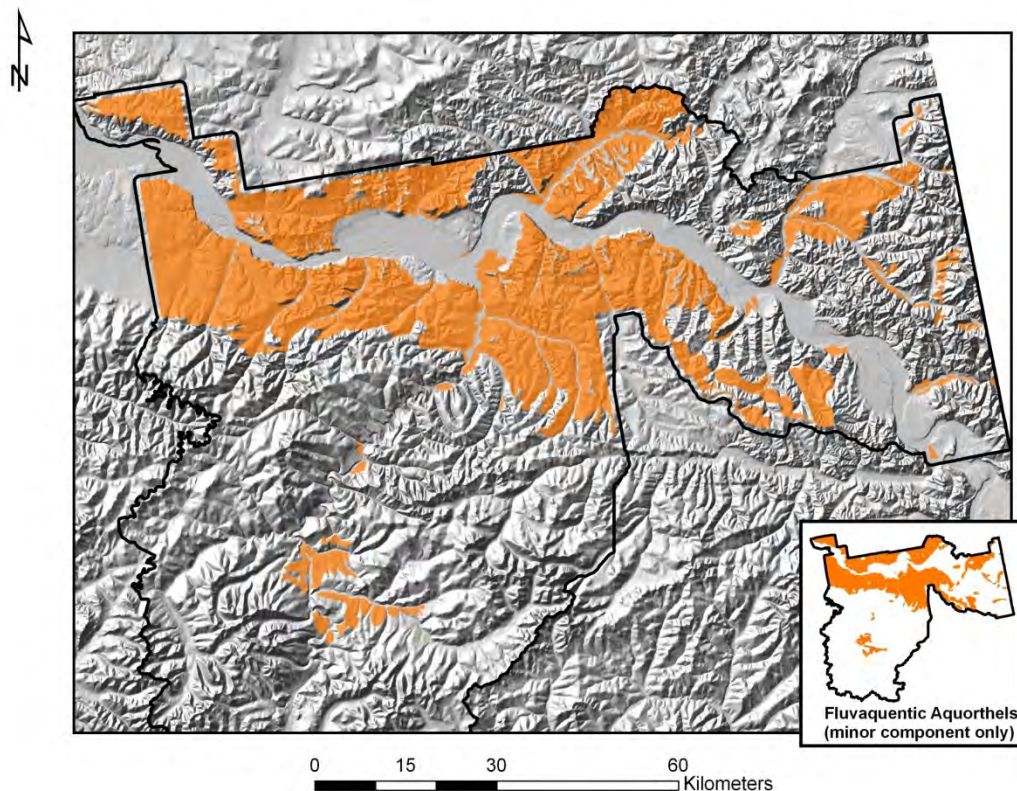 N
Fluvaquentic Aquorthels
(minor component only)
0 15 30 60
Kilometers